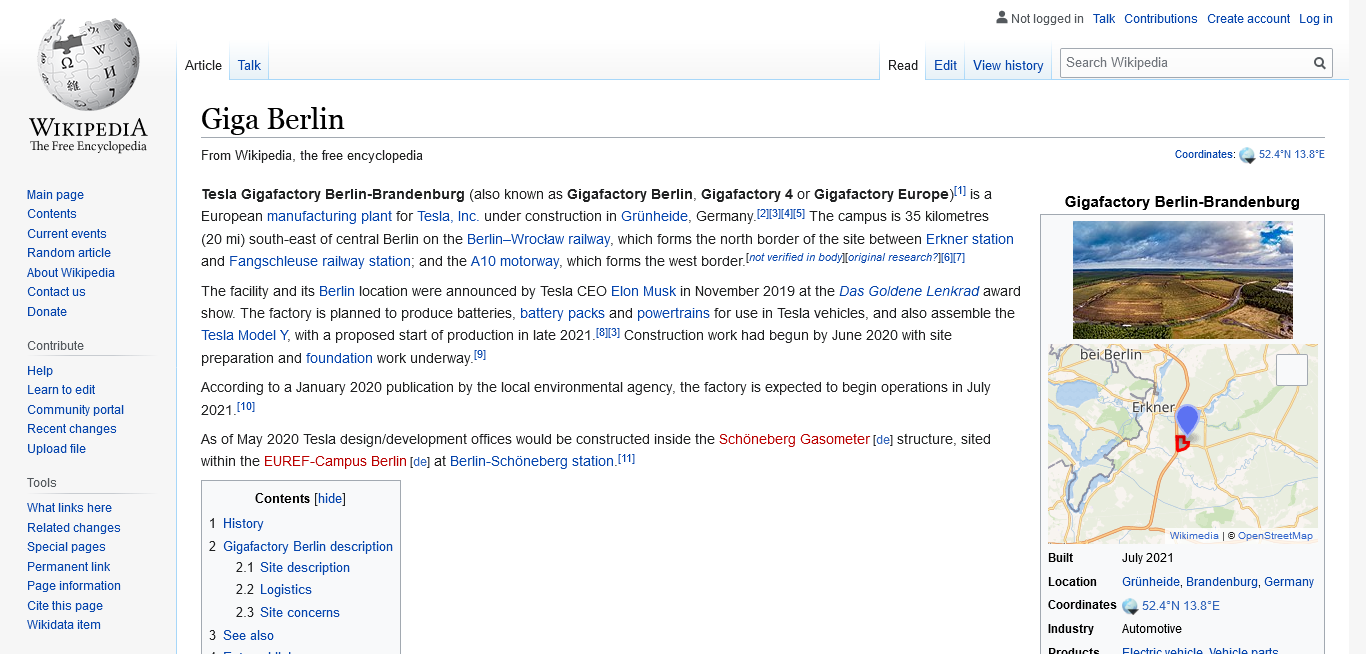 Not logged in Talk Contributions Create account Log in
Article Talk Read Edit View history Search Wikipedia
WIKIPEDIA
The Free Encyclopedia
Main page
Contents
Current events
Random article
About Wikipedia
Contact us
Donate
Contribute
Help
Learn to edit
Community portal
Recent changes
Upload file
Tools
What links here
Related changes
Special pages
Permanent link
Page information
Cite this page
Wikidata item
Giga Berlin
From Wikipedia, the free encyclopedia
Coordinates: 52.4°N 13.8°E
Tesla Gigafactory Berlin-Brandenburg (also known as Gigafactory Berlin, Gigafactory 4 or Gigafactory Europe)[1] is a
European manufacturing plant for Tesla, Inc. under construction in Grünheide, Germany.[2][3][4][5] The campus is 35 kilometres
(20 mi) south-east of central Berlin on the Berlin–Wrocław railway, which forms the north border of the site between Erkner station
and Fangschleuse railway station; and the A10 motorway, which forms the west border.[not verified in body][original research?][6][7]
The facility and its Berlin location were announced by Tesla CEO Elon Musk in November 2019 at the Das Goldene Lenkrad award
show. The factory is planned to produce batteries, battery packs and powertrains for use in Tesla vehicles, and also assemble the
Tesla Model Y, with a proposed start of production in late 2021.[8][3] Construction work had begun by June 2020 with site
preparation and foundation work underway.[9]
According to a January 2020 publication by the local environmental agency, the factory is expected to begin operations in July
2021.[10]
As of May 2020 Tesla design/development offices would be constructed inside the Schöneberg Gasometer [de] structure, sited
within the EUREF-Campus Berlin [de] at Berlin-Schöneberg station.[11]
Contents [hide]
1 History
2 Gigafactory Berlin description
2.1 Site description
2.2 Logistics
2.3 Site concerns
3 See also
Gigafactory Berlin-Brandenburg
bei Berlin
Erkner
Wikimedia | © OpenStreetMap
Built July 2021
Location Grünheide, Brandenburg, Germany
Coordinates 52.4°N 13.8°E
Industry Automotive
Products Electric vehicle, Vehicle parts